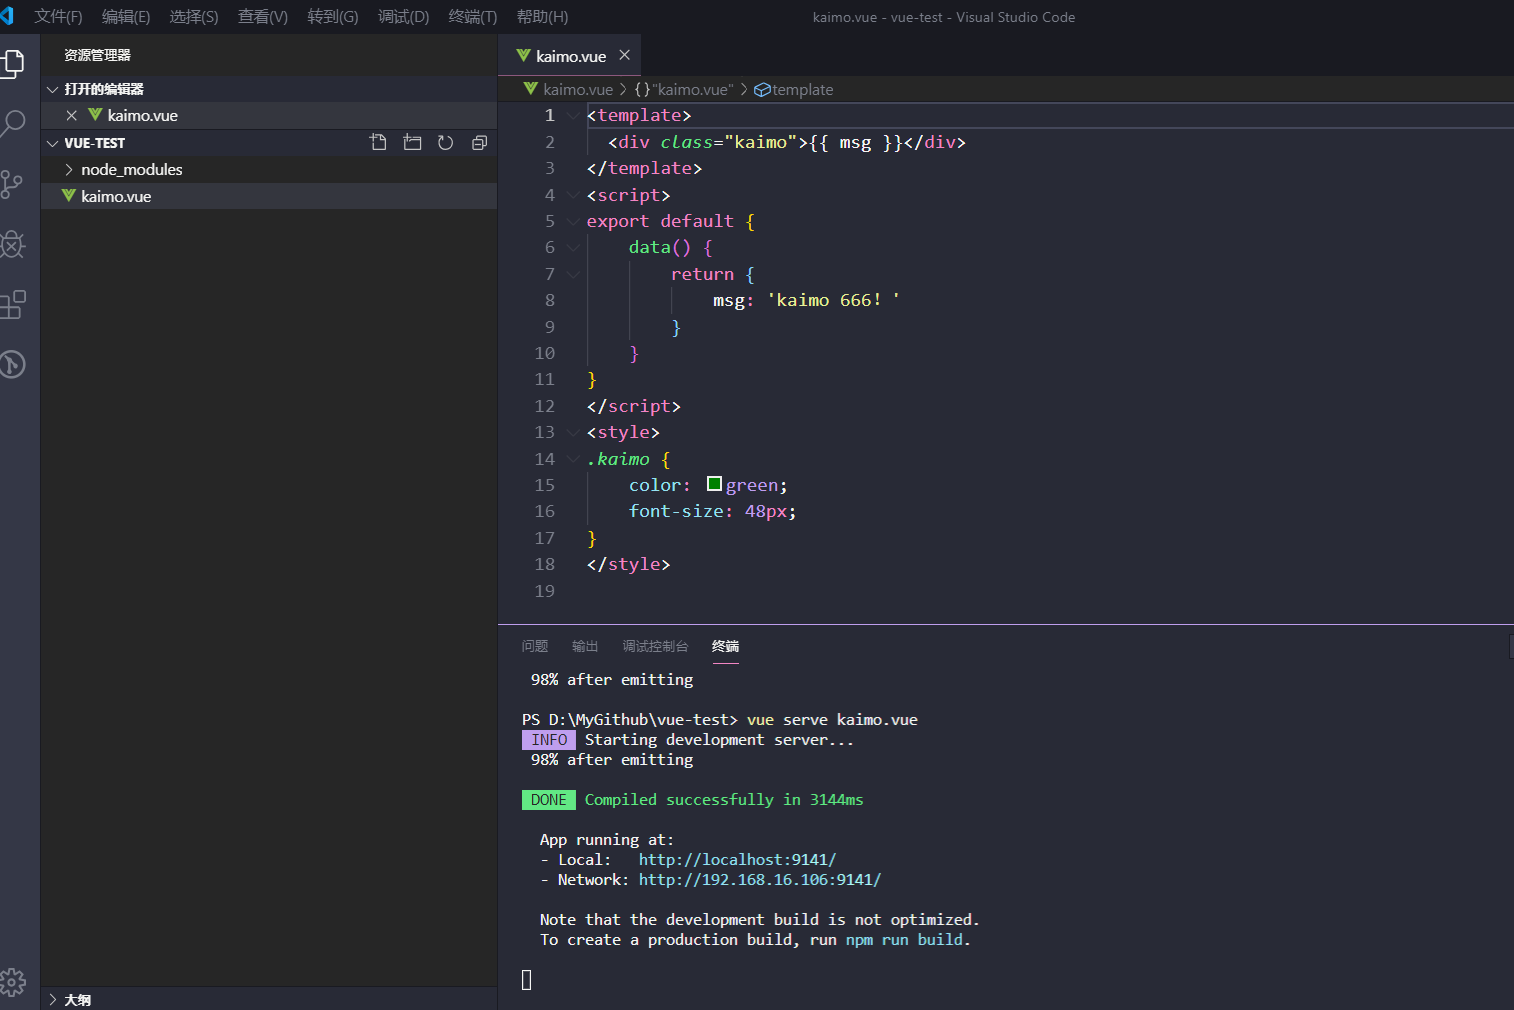 文件(F) 编辑(E) 选择(S) 查看(V) 转到(G) 调试(D) 终端(T) 帮助(H) kaimo.vue - vue-test - Visual Studio Code
资源管理器
打开的编辑器
kaimo.vue
VUE-TEST
node_modules
kaimo.vue
大纲
kaimo.vue
kaimo.vue > {} "kaimo.vue" > template
1 <template>
2   <div class="kaimo">{{ msg }}</div>
3 </template>
4 <script>
5 export default {
6     data() {
7         return {
8             msg: 'kaimo 666！'
9         }
10     }
11 }
12 </script>
13 <style>
14 .kaimo {
15     color: green;
16     font-size: 48px;
17 }
18 </style>
19
问题 输出 调试控制台 终端
98% after emitting
PS D:\MyGithub\vue-test> vue serve kaimo.vue
INFO Starting development server...
98% after emitting
DONE Compiled successfully in 3144ms
App running at:
- Local:   http://localhost:9141/
- Network: http://192.168.16.106:9141/
Note that the development build is not optimized.
To create a production build, run npm run build.